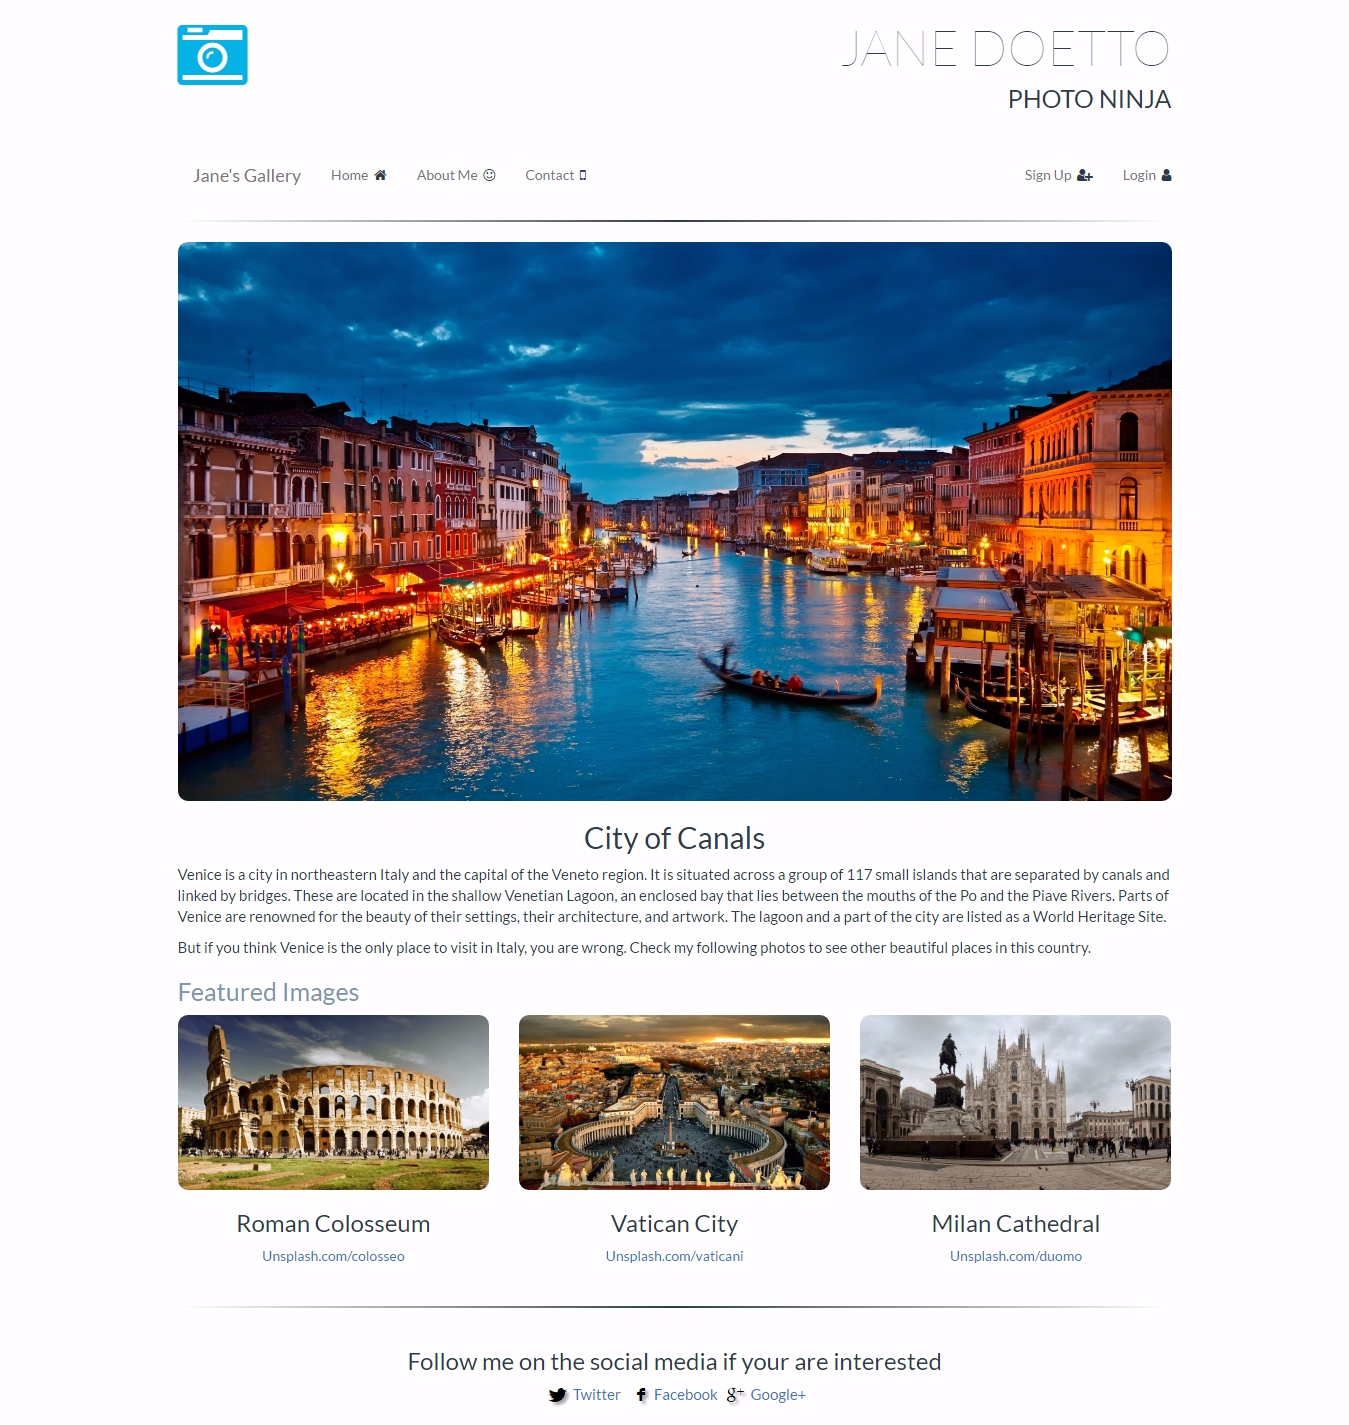 JANE DOETTO
PHOTO NINJA
Jane's Gallery Home About Me Contact Sign Up Login
City of Canals
Venice is a city in northeastern Italy and the capital of the Veneto region. It is situated across a group of 117 small islands that are separated by canals and
linked by bridges. These are located in the shallow Venetian Lagoon, an enclosed bay that lies between the mouths of the Po and the Piave Rivers. Parts of
Venice are renowned for the beauty of their settings, their architecture, and artwork. The lagoon and a part of the city are listed as a World Heritage Site.
But if you think Venice is the only place to visit in Italy, you are wrong. Check my following photos to see other beautiful places in this country.
Featured Images
Roman Colosseum
Unsplash.com/colosseo
Vatican City
Unsplash.com/vaticani
Milan Cathedral
Unsplash.com/duomo
Follow me on the social media if your are interested
Twitter Facebook g+ Google+